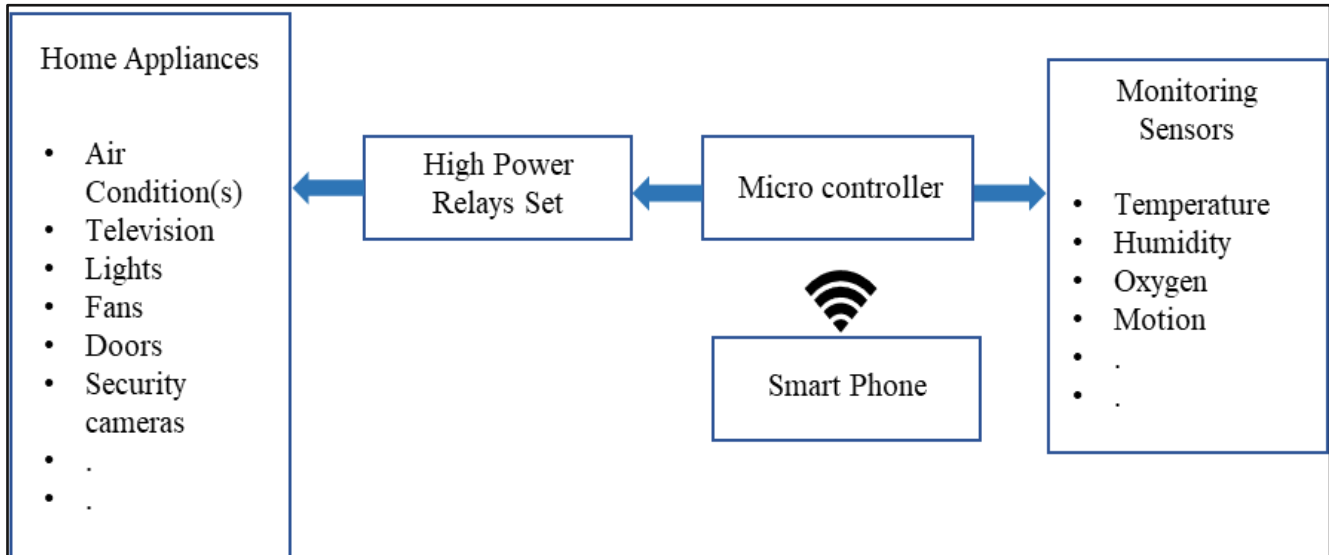 Home Appliances
• Air
Condition(s)
• Television
• Lights
• Fans
• Doors
• Security
cameras
• .
• .
High Power
Relays Set
Micro controller
Smart Phone
Monitoring
Sensors
• Temperature
• Humidity
• Oxygen
• Motion
• .
• .